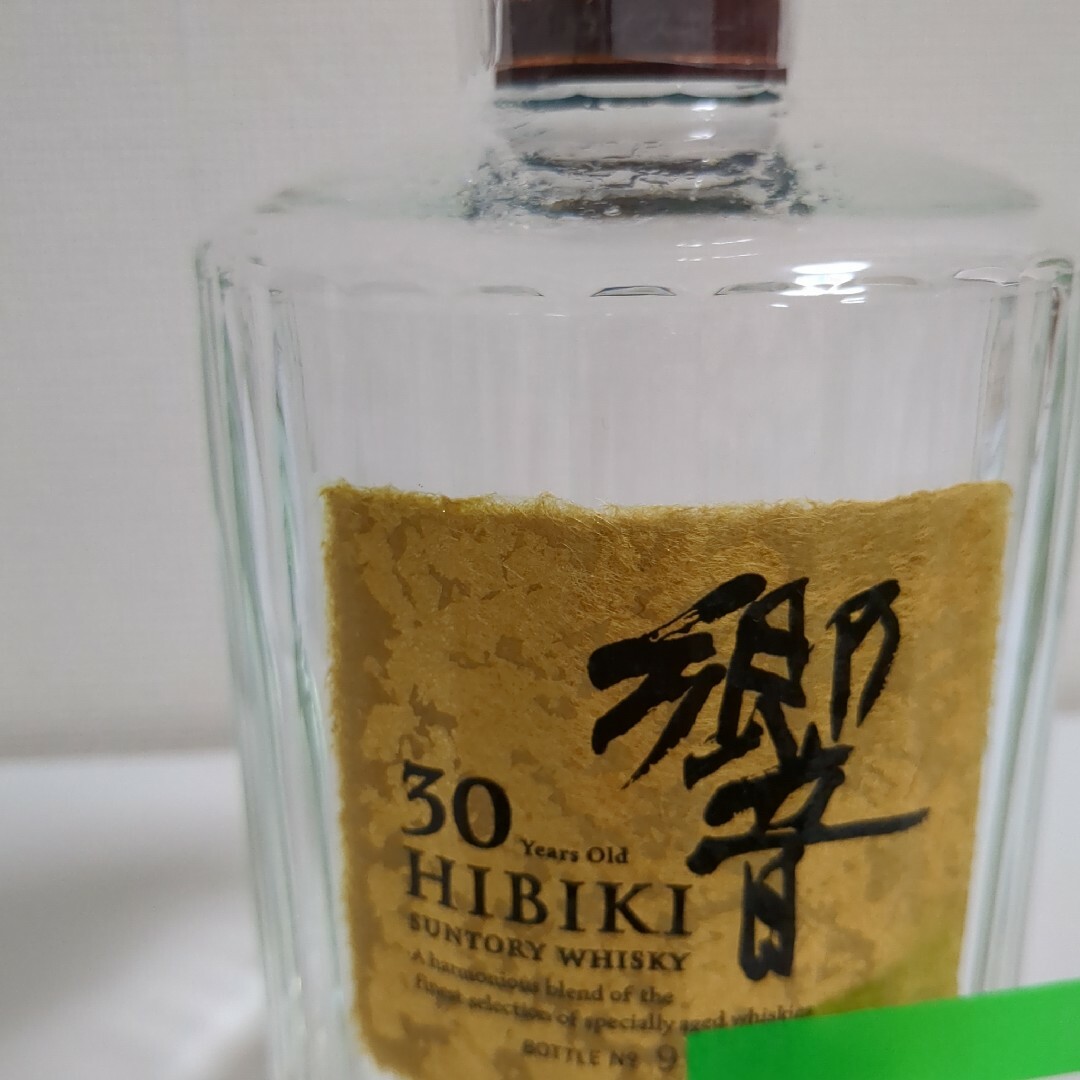 響
30 Years Old
HIBIKI
SUNTORY WHISKY
A harmonious blend of the
finest selection of specially aged whiskies
BOTTLE Nº 9